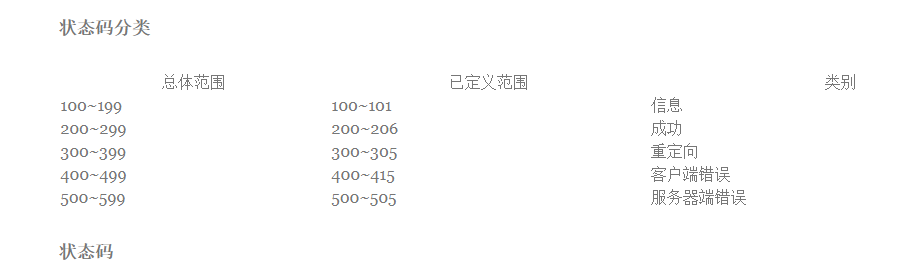 状态码分类
总体范围 已定义范围 类别
100~199 100~101 信息
200~299 200~206 成功
300~399 300~305 重定向
400~499 400~415 客户端错误
500~599 500~505 服务器端错误
状态码